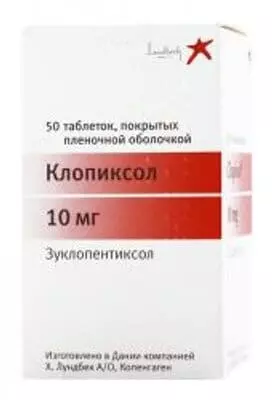 Lundbeck
50 таблеток, покрытых
пленочной оболочкой
Клопиксол
10 мг
Зуклопентиксол
Изготовлено в Дании компанией
Х. Лундбек А/О, Копенгаген